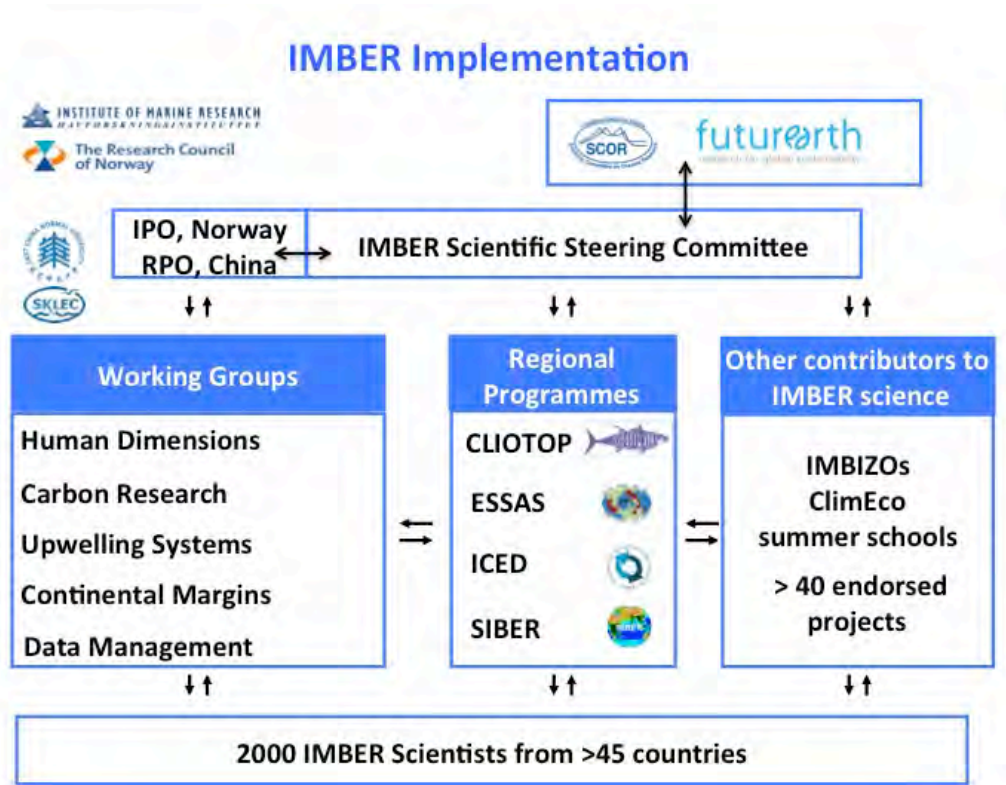 IMBER Implementation
INSTITUTE OF MARINE RESEARCH
HAVFORSKNINGSINSTITUTTET
The Research Council
of Norway
SCOR
futurearth
IPO, Norway
RPO, China
IMBER Scientific Steering Committee
SKLEC
Working Groups
Human Dimensions
Carbon Research
Upwelling Systems
Continental Margins
Data Management
Regional
Programmes
CLIOTOP
ESSAS
ICED
SIBER
Other contributors to
IMBER science
IMBIZOs
ClimEco
summer schools
> 40 endorsed
projects
2000 IMBER Scientists from >45 countries